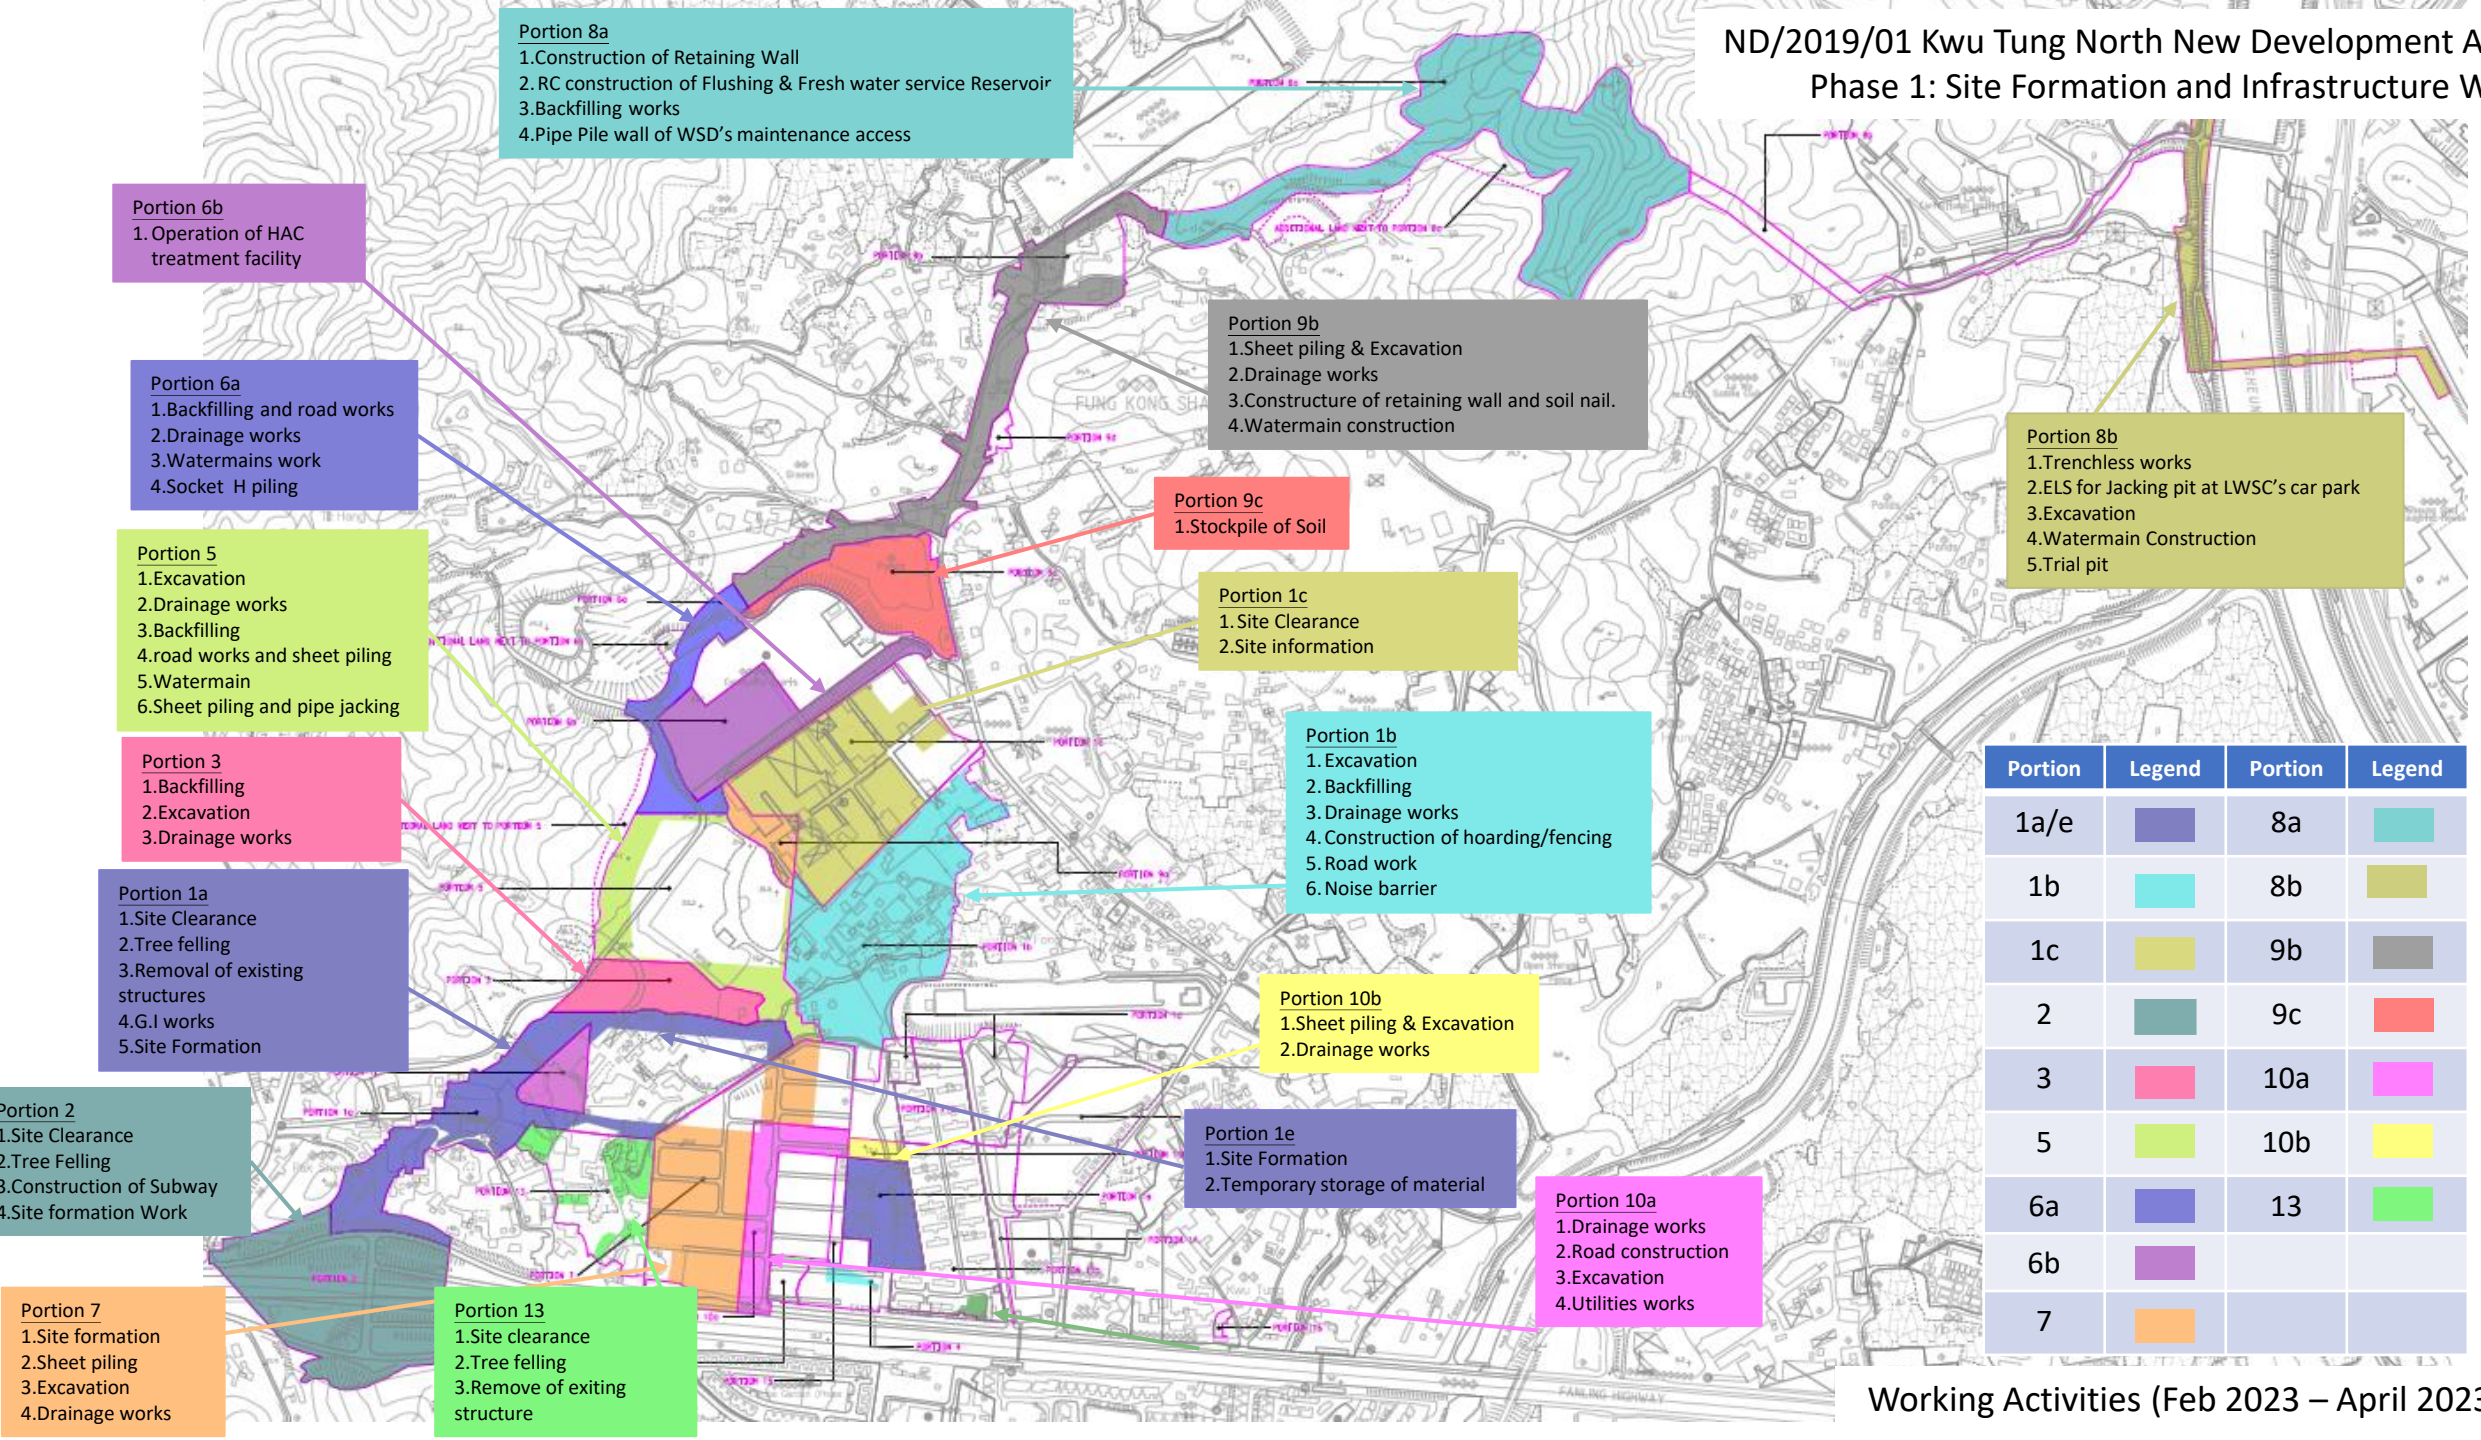 ND/2019/01 Kwu Tung North New Development A
Phase 1: Site Formation and Infrastructure W
Portion 8a
1.Construction of Retaining Wall
2.RC construction of Flushing & Fresh water service Reservoir
3.Backfilling works
4.Pipe Pile wall of WSD's maintenance access
Portion 6b
1.Operation of HAC
treatment facility
Portion 6a
1.Backfilling and road works
2.Drainage works
3.Watermains work
4.Socket H piling
Portion 5
1.Excavation
2.Drainage works
3.Backfilling
4.road works and sheet piling
5.Watermain
6.Sheet piling and pipe jacking
Portion 3
1.Backfilling
2.Excavation
3.Drainage works
Portion 1a
1.Site Clearance
2.Tree felling
3.Removal of existing
structures
4.G.I works
5.Site Formation
Portion 2
1.Site Clearance
2.Tree Felling
3.Construction of Subway
4.Site formation Work
Portion 7
1.Site formation
2.Sheet piling
3.Excavation
4.Drainage works
Portion 13
1.Site clearance
2.Tree felling
3.Remove of exiting
structure
Portion 9b
1.Sheet piling & Excavation
2.Drainage works
3.Constructure of retaining wall and soil nail.
4.Watermain construction
Portion 9c
1.Stockpile of Soil
Portion 1c
1.Site Clearance
2.Site information
Portion 1b
1.Excavation
2.Backfilling
3.Drainage works
4.Construction of hoarding/fencing
5.Road work
6.Noise barrier
Portion 10b
1.Sheet piling & Excavation
2.Drainage works
Portion 1e
1.Site Formation
2.Temporary storage of material
Portion 10a
1.Drainage works
2.Road construction
3.Excavation
4.Utilities works
Portion 8b
1.Trenchless works
2.ELS for Jacking pit at LWSC's car park
3.Excavation
4.Watermain Construction
5.Trial pit
Portion Legend Portion Legend
1a/e 8a
1b 8b
1c 9b
2 9c
3 10a
5 10b
6a 13
6b
7
ADDITIONAL LAND NEXT TO PORTION 8a
FUNG KONG SHA
FANLING HIGHWAY
Kwu Tung
Working Activities (Feb 2023 – April 2023